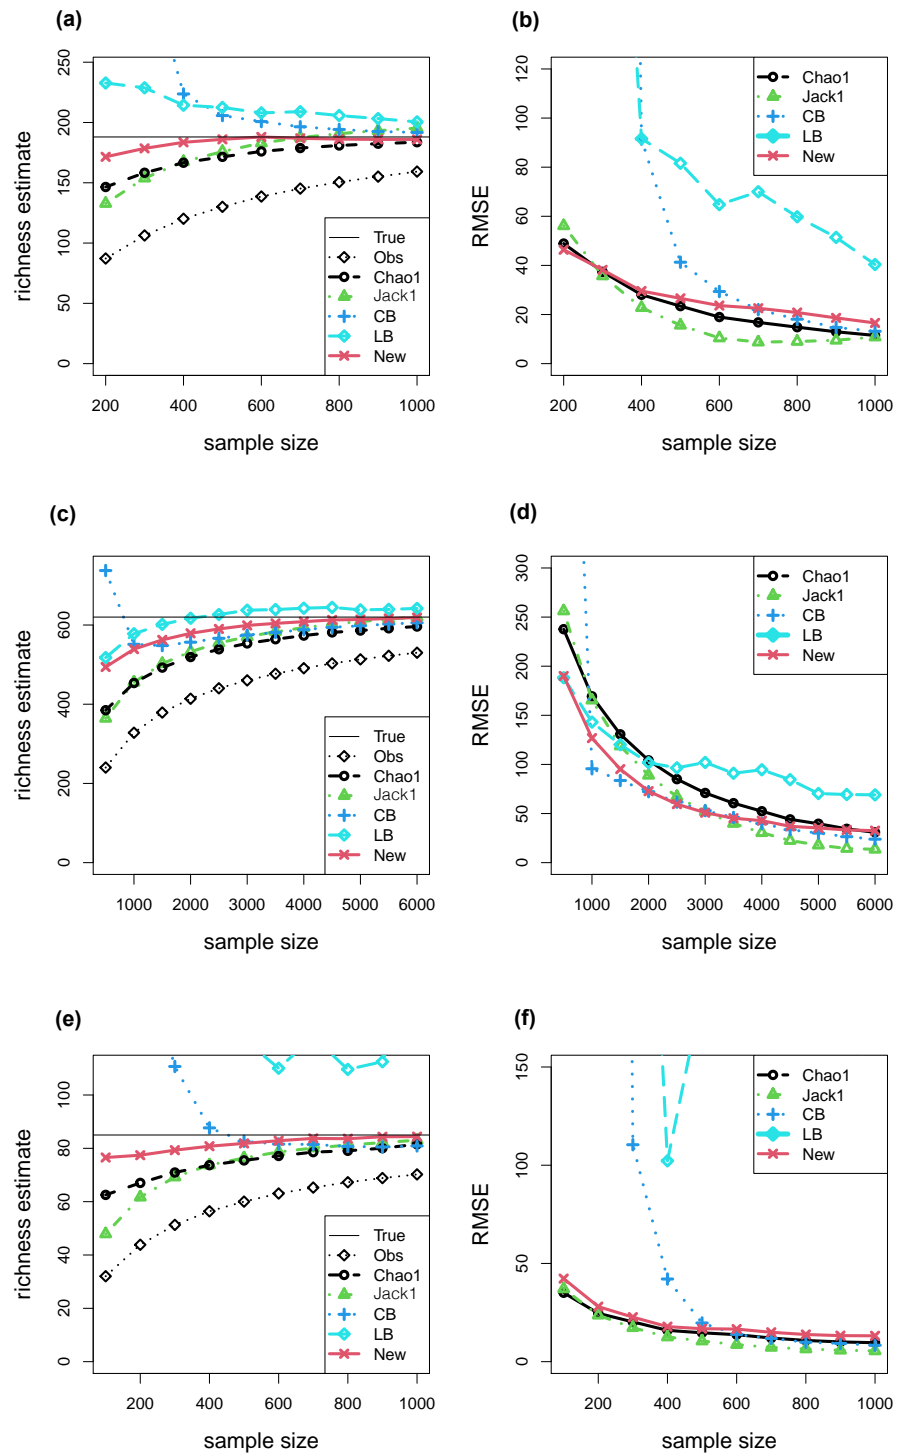 (a)
richness estimate
250
200
150
100
50
0
True
Obs
Chao1
Jack1
CB
LB
New
200 400 600 800 1000
sample size
(b)
RMSE
120
100
80
60
40
20
0
Chao1
Jack1
CB
LB
New
200 400 600 800 1000
sample size
(c)
richness estimate
600
400
200
0
True
Obs
Chao1
Jack1
CB
LB
New
1000 2000 3000 4000 5000 6000
sample size
(d)
RMSE
300
250
200
150
100
50
0
Chao1
Jack1
CB
LB
New
1000 2000 3000 4000 5000 6000
sample size
(e)
richness estimate
100
80
60
40
20
0
True
Obs
Chao1
Jack1
CB
LB
New
200 400 600 800 1000
sample size
(f)
RMSE
150
100
50
0
Chao1
Jack1
CB
LB
New
200 400 600 800 1000
sample size